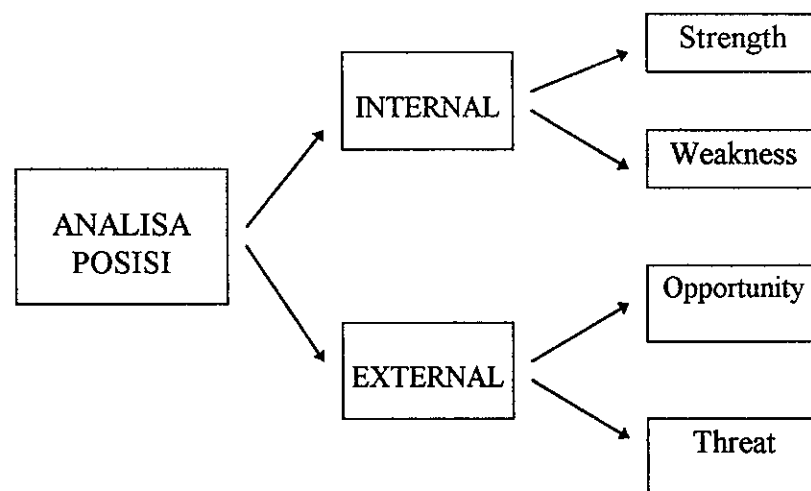 Strength
INTERNAL
Weakness
ANALISA
POSISI
Opportunity
EXTERNAL
Threat